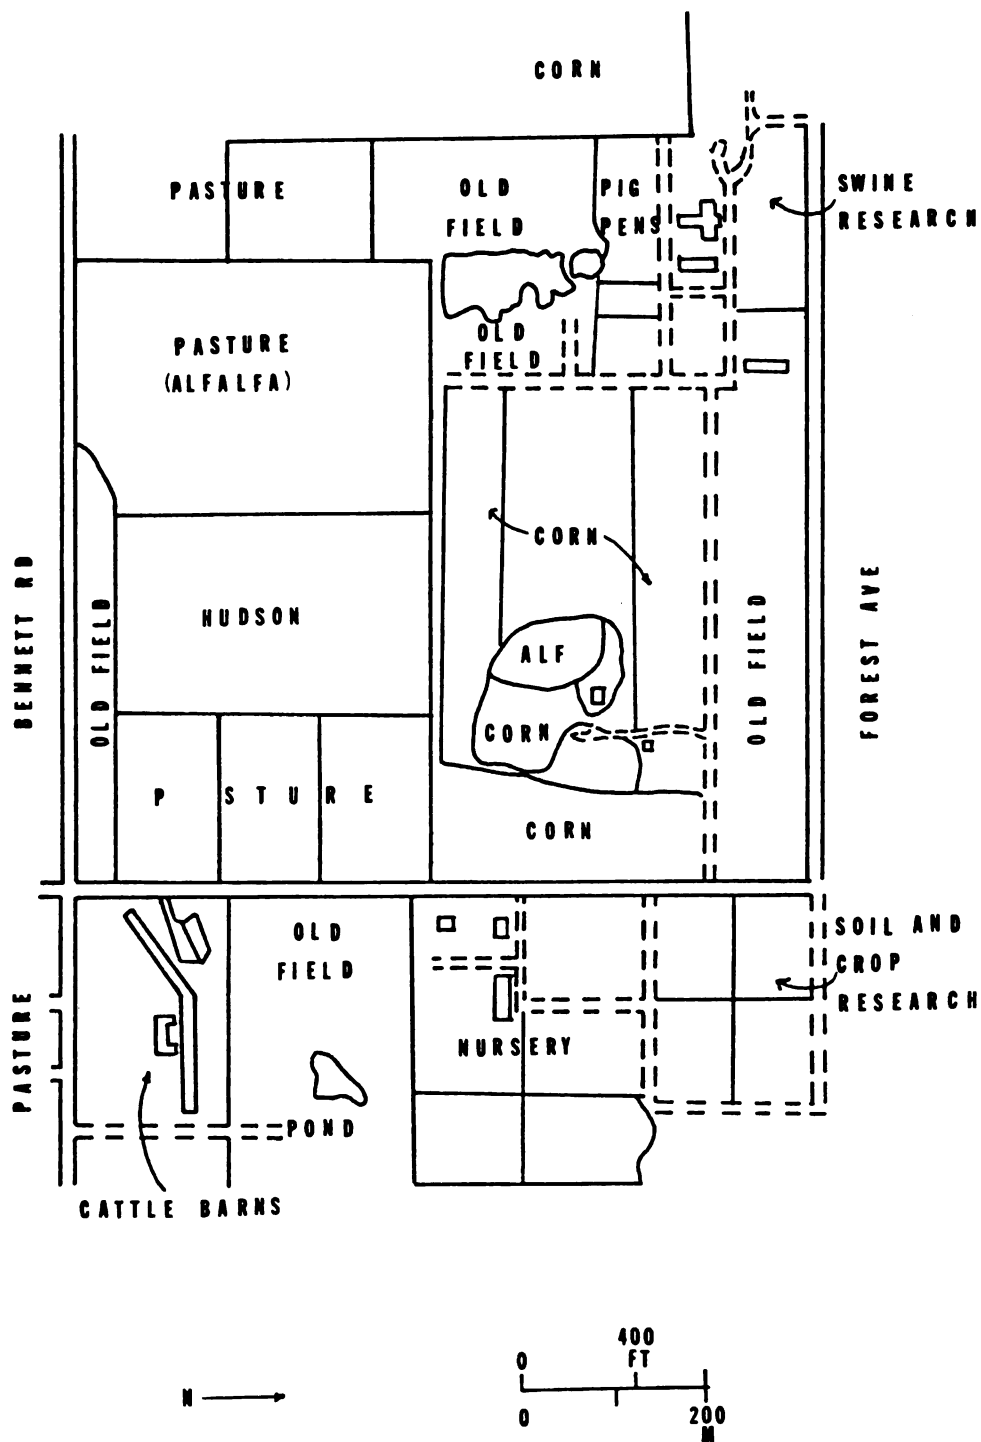 CORN
PASTURE
OLD
FIELD
PIG
PENS
SWINE
RESEARCH
OLD
FIELD
PASTURE
(ALFALFA)
CORN
BENNETT RD
OLD FIELD
HUDSON
ALF
CORN
OLD FIELD
FOREST AVE
P STURE
CORN
OLD
FIELD
SOIL AND
CROP
RESEARCH
PASTURE
NURSERY
POND
CATTLE BARNS
400
0 FT
N
0 200
M